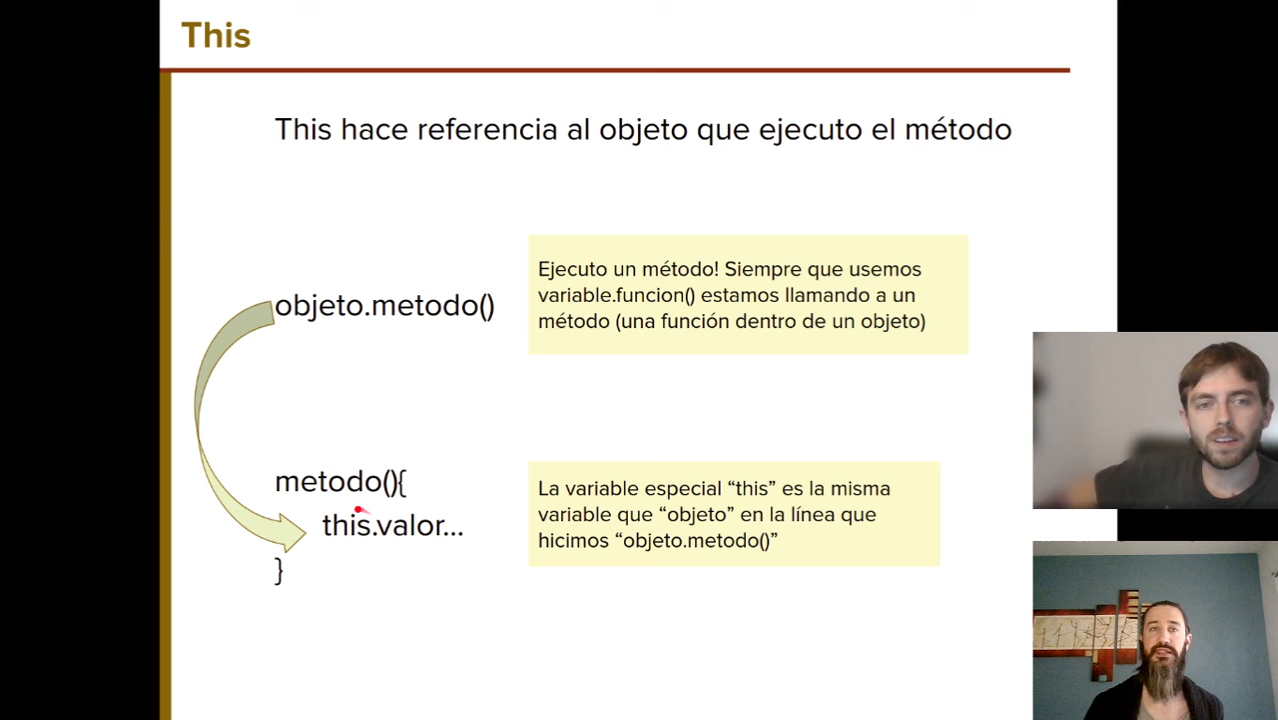 This
This hace referencia al objeto que ejecuto el método
objeto.metodo()
Ejecuto un método! Siempre que usemos
variable.funcion() estamos llamando a un
método (una función dentro de un objeto)
metodo(){
this.valor...
}
La variable especial “this” es la misma
variable que “objeto” en la línea que
hicimos “objeto.metodo()”